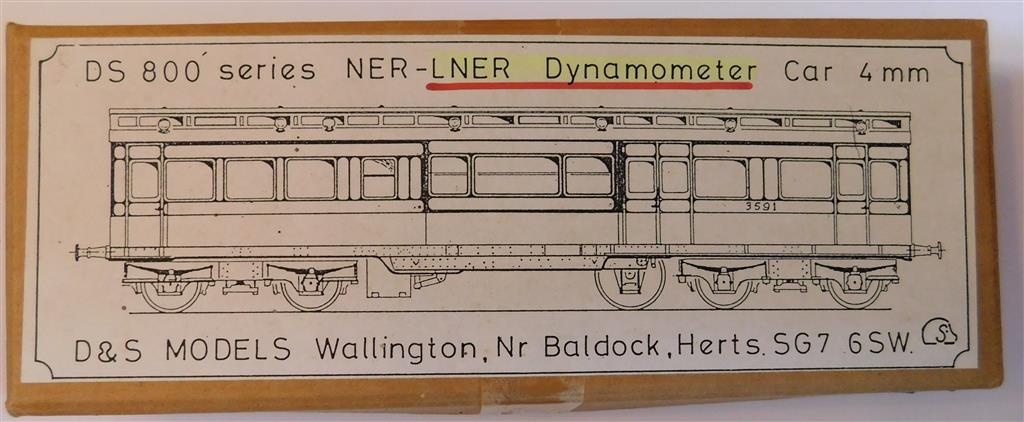 DS 800 series NER-LNER Dynamometer Car 4mm
3591
D&S MODELS Wallington, Nr Baldock, Herts. SG7 6SW.